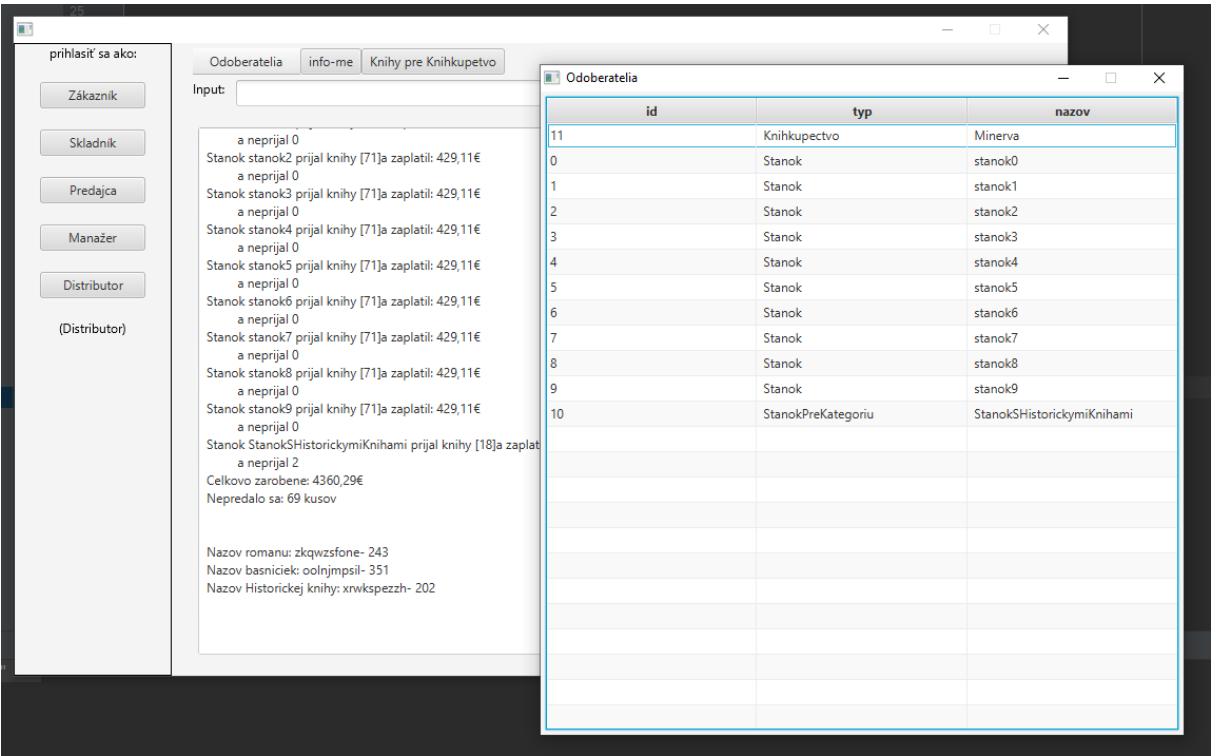 25
prihlasiť sa ako:
Zákazník
Skladník
Predajca
Manažer
Distributor
(Distributor)
Odoberatelia info-me Knihy pre Knihkupetvo
Input:
a neprijal 0
Stanok stanok2 prijal knihy [71]a zaplatil: 429,11€
a neprijal 0
Stanok stanok3 prijal knihy [71]a zaplatil: 429,11€
a neprijal 0
Stanok stanok4 prijal knihy [71]a zaplatil: 429,11€
a neprijal 0
Stanok stanok5 prijal knihy [71]a zaplatil: 429,11€
a neprijal 0
Stanok stanok6 prijal knihy [71]a zaplatil: 429,11€
a neprijal 0
Stanok stanok7 prijal knihy [71]a zaplatil: 429,11€
a neprijal 0
Stanok stanok8 prijal knihy [71]a zaplatil: 429,11€
a neprijal 0
Stanok stanok9 prijal knihy [71]a zaplatil: 429,11€
a neprijal 0
Stanok StanokSHistorickymiKnihami prijal knihy [18]a zaplat
a neprijal 2
Celkovo zarobene: 4360,29€
Nepredalo sa: 69 kusov
Nazov romanu: zkqwzsfone- 243
Nazov basniciek: oolnjmpsil- 351
Nazov Historickej knihy: xrwkspezzh- 202
Odoberatelia
id typ nazov
11 Knihkupectvo Minerva
0 Stanok stanok0
1 Stanok stanok1
2 Stanok stanok2
3 Stanok stanok3
4 Stanok stanok4
5 Stanok stanok5
6 Stanok stanok6
7 Stanok stanok7
8 Stanok stanok8
9 Stanok stanok9
10 StanokPreKategoriu StanokSHistorickymiKnihami